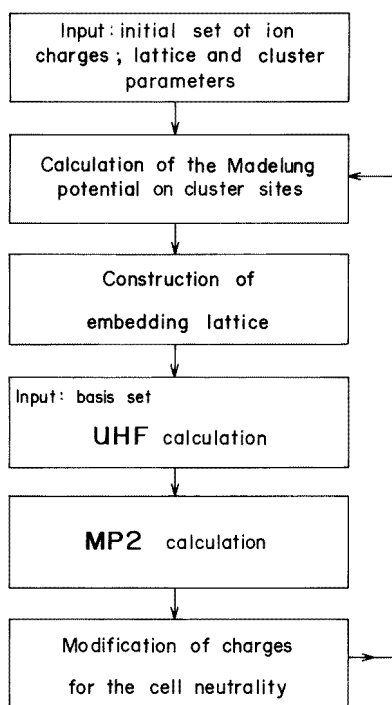 Input: initial set of ion
charges; lattice and cluster
parameters
Calculation of the Madelung
potential on cluster sites
Construction of
embedding lattice
Input: basis set
UHF calculation
MP2 calculation
Modification of charges
for the cell neutrality